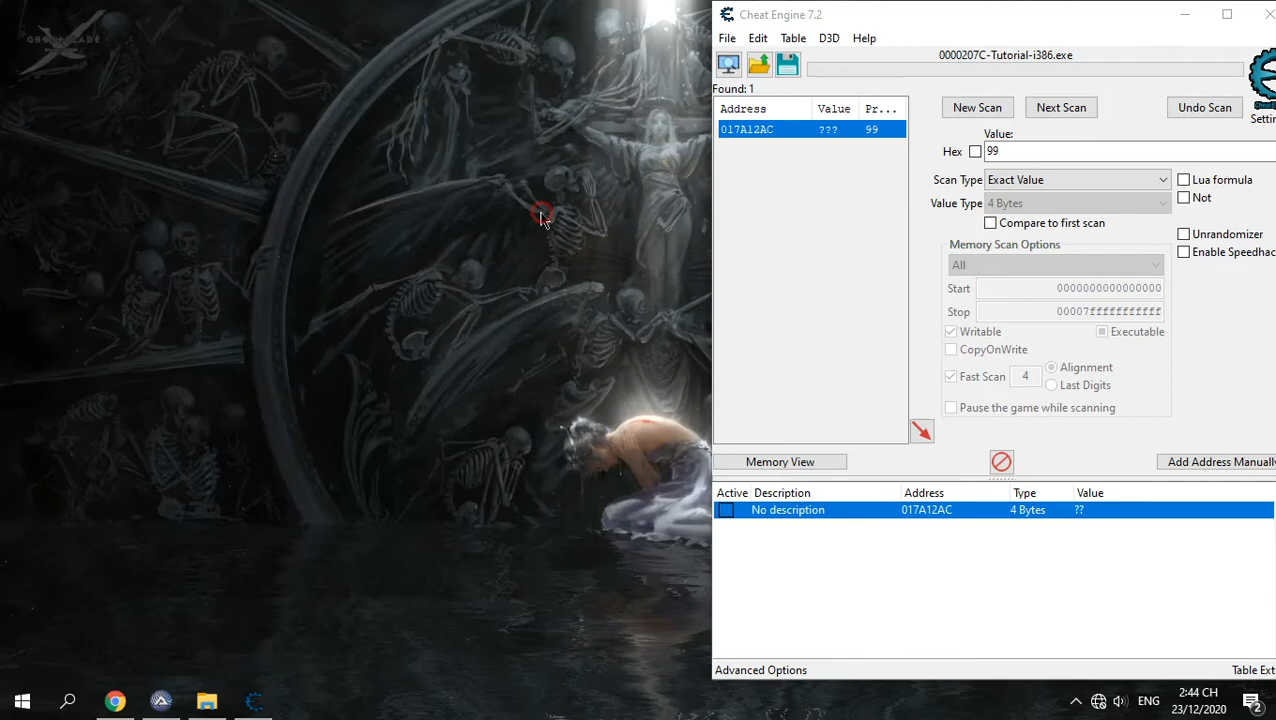 GHOSTBLADE
Cheat Engine 7.2
File Edit Table D3D Help
0000207C-Tutorial-i386.exe
Found: 1
Address Value Pr...
017A12AC ??? 99
New Scan Next Scan Undo Scan
Settin
Value:
Hex 99
Scan Type Exact Value Lua formula
Not
Value Type 4 Bytes
Compare to first scan
Memory Scan Options Unrandomizer
All Enable Speedhac
Start 0000000000000000
Stop 00007fffffffffff
Writable Executable
CopyOnWrite
Fast Scan 4 Alignment
Last Digits
Pause the game while scanning
Memory View Add Address Manually
Active Description Address Type Value
No description 017A12AC 4 Bytes ??
Advanced Options Table Ext
ENG 2:44 CH
23/12/2020 2